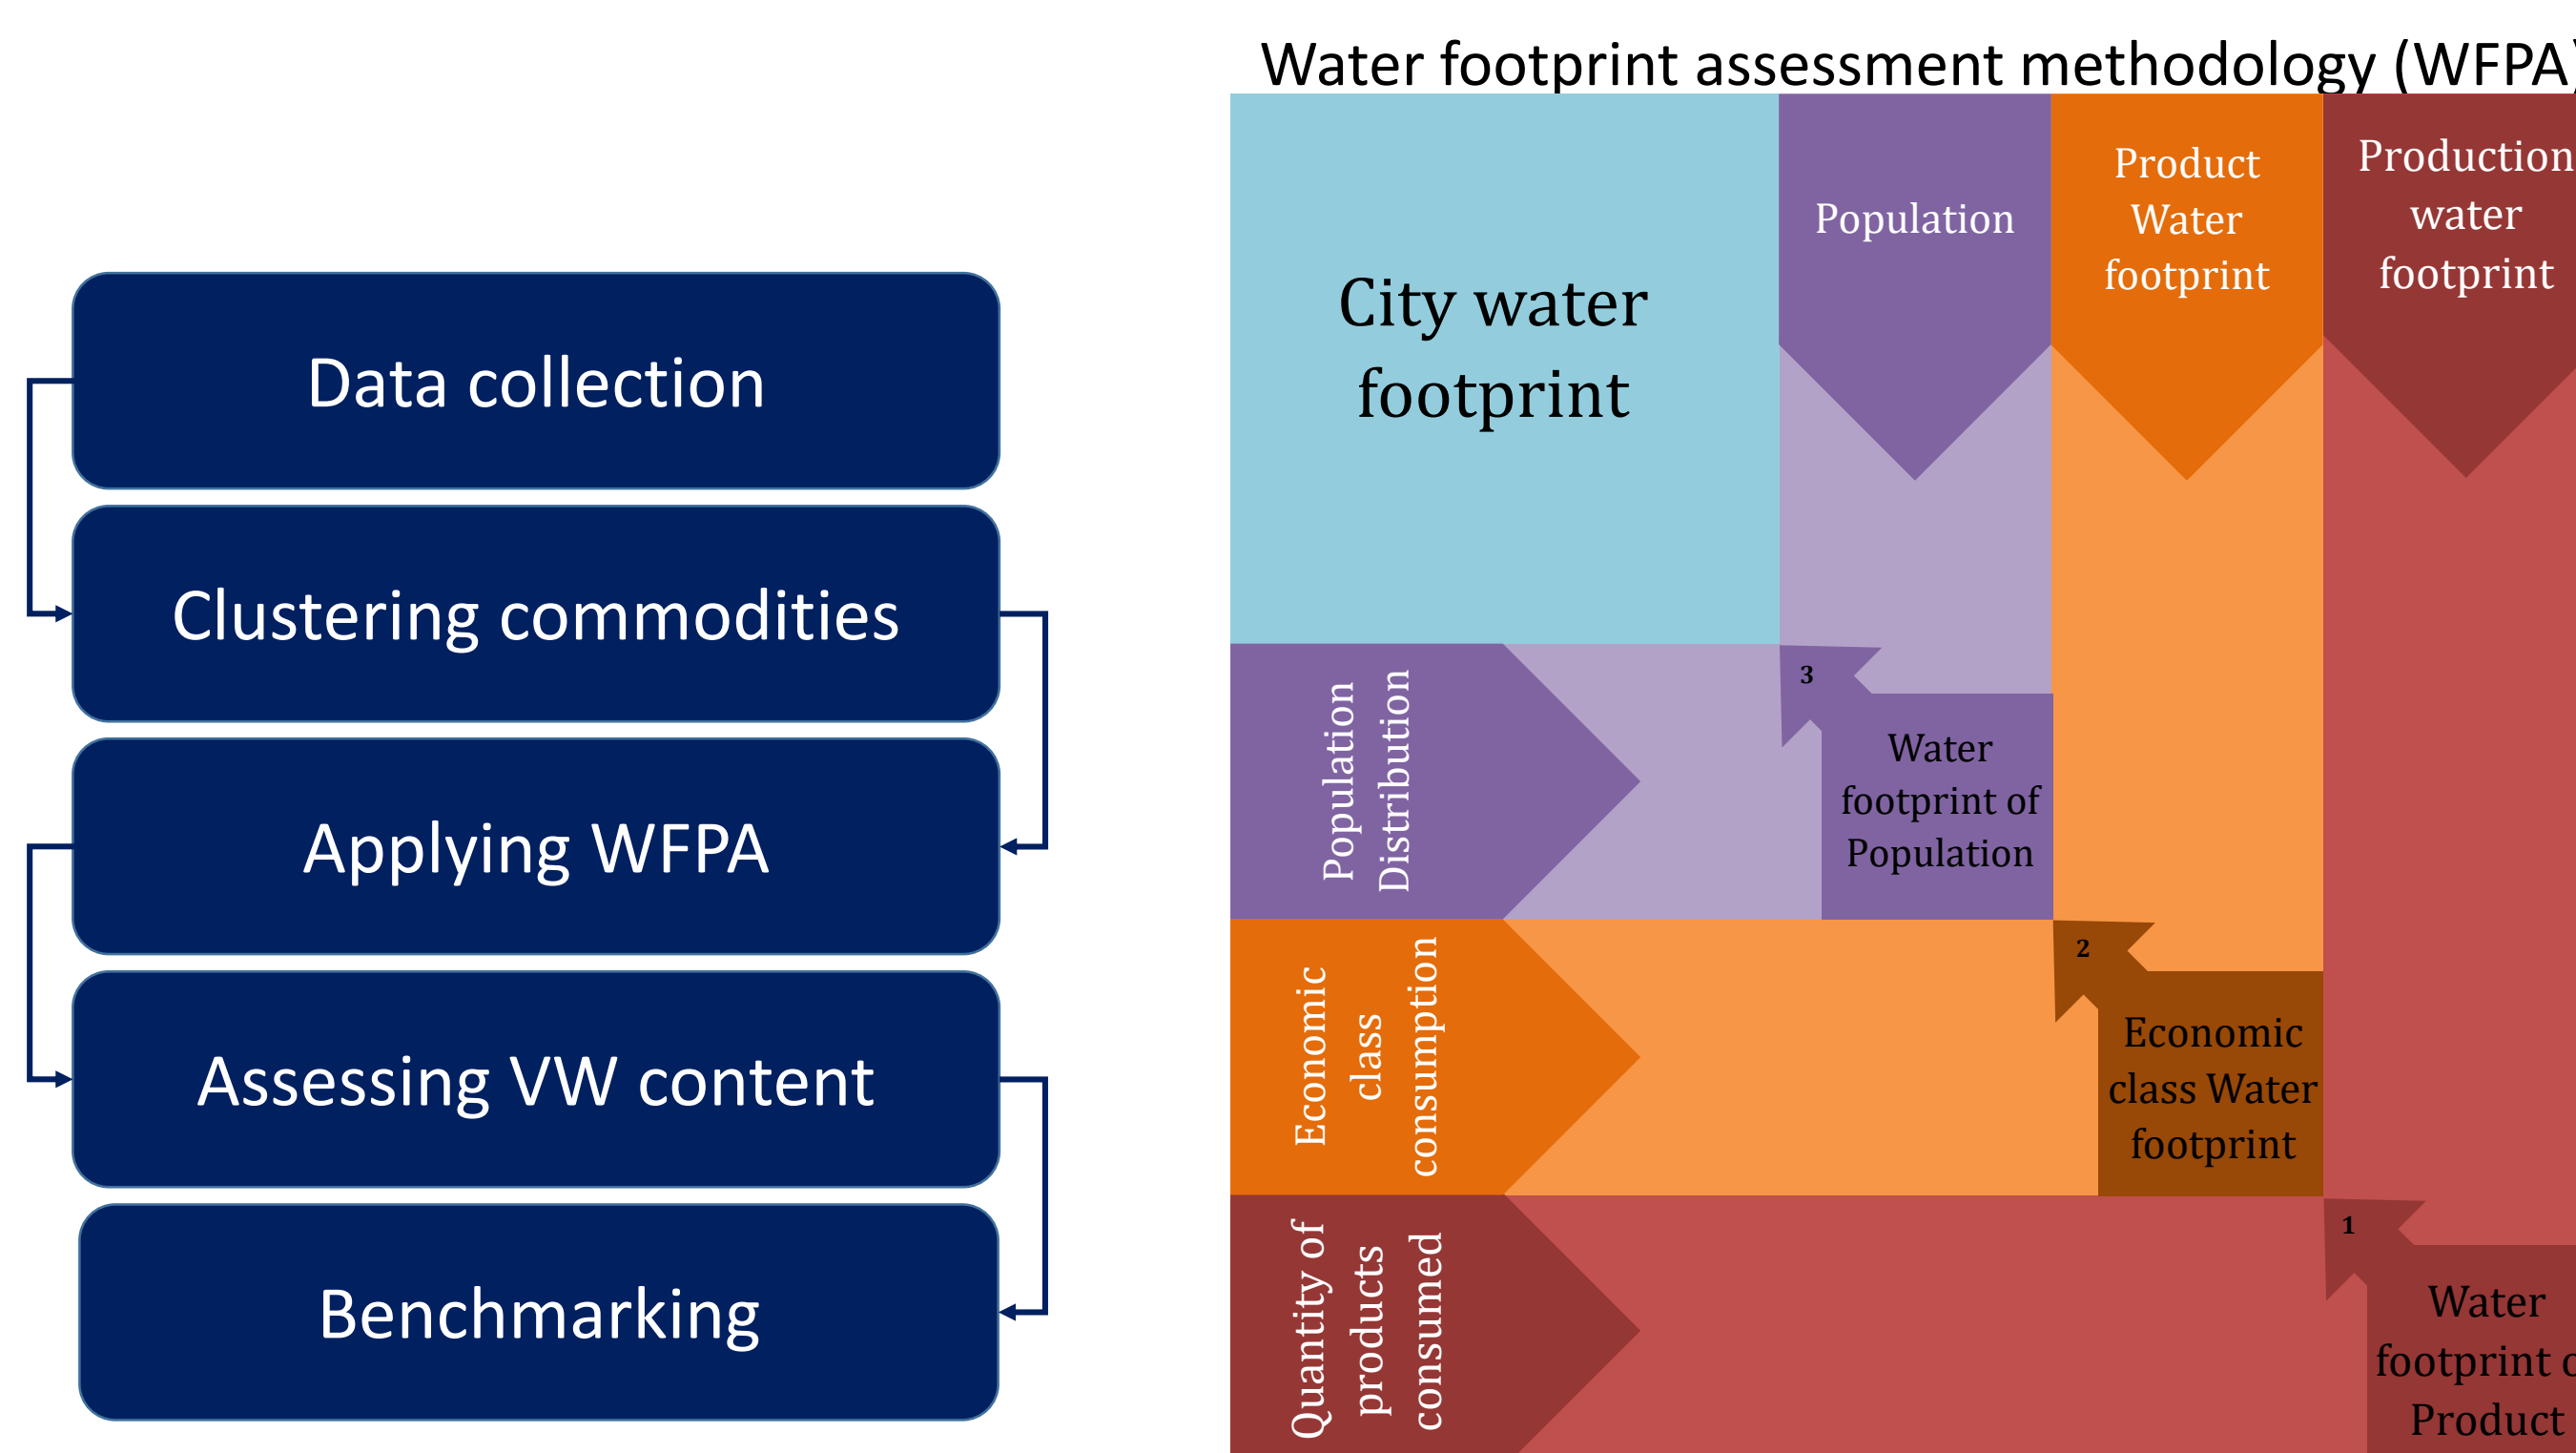 Water footprint assessment methodology (WFPA)
Data collection
Clustering commodities
Applying WFPA
Assessing VW content
Benchmarking
City water
footprint
Population
Product
Water
footprint
Production
water
footprint
Population
Distribution
3
Water
footprint of
Population
Economic
class
consumption
2
Economic
class Water
footprint
Quantity of
products
consumed
1
Water
footprint
Product